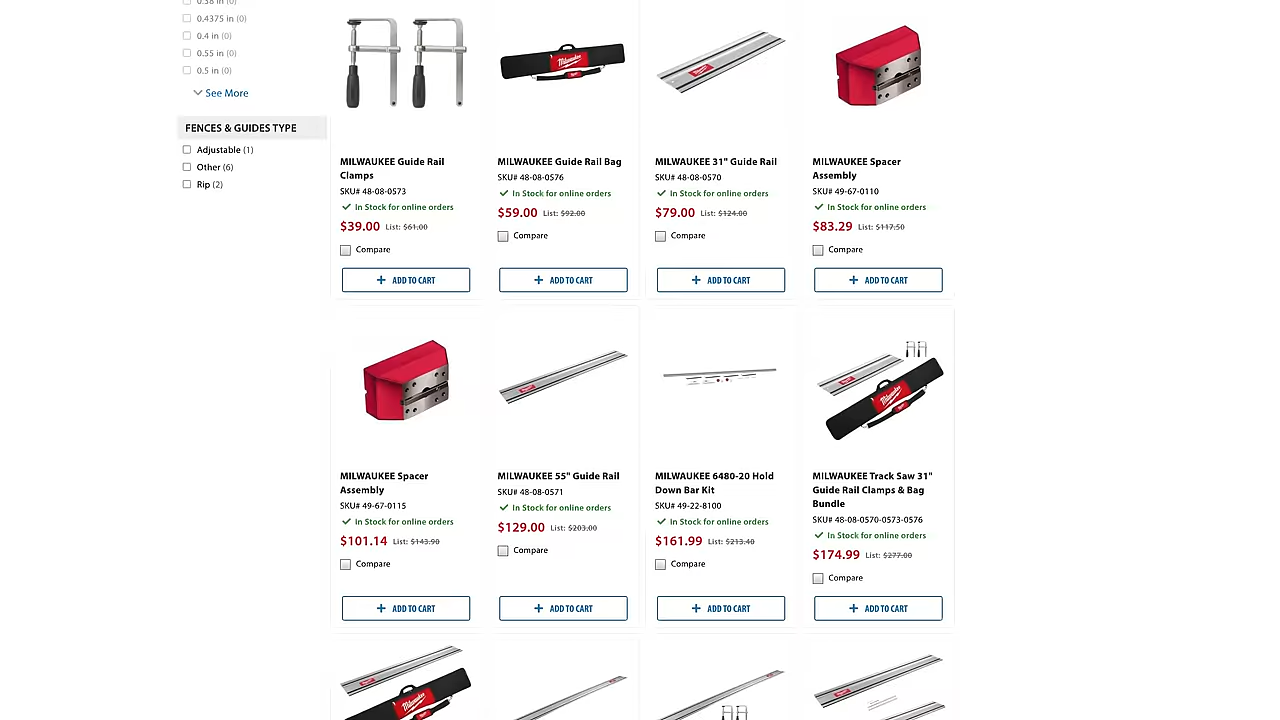 0.38 in (0)
0.4375 in (0)
0.4 in (0)
0.55 in (0)
0.5 in (0)
See More
FENCES & GUIDES TYPE
Adjustable (1)
Other (6)
Rip (2)
MILWAUKEE Guide Rail
Clamps
SKU# 48-08-0573
In Stock for online orders
$39.00 List: $61.00
Compare
ADD TO CART
Milwaukee
MILWAUKEE Guide Rail Bag
SKU# 48-08-0576
In Stock for online orders
$59.00 List: $92.00
Compare
ADD TO CART
MILWAUKEE 31" Guide Rail
SKU# 48-08-0570
In Stock for online orders
$79.00 List: $124.00
Compare
ADD TO CART
MILWAUKEE Spacer
Assembly
SKU# 49-67-0110
In Stock for online orders
$83.29 List: $117.50
Compare
ADD TO CART
MILWAUKEE Spacer
Assembly
SKU# 49-67-0115
In Stock for online orders
$101.14 List: $143.90
Compare
ADD TO CART
MILWAUKEE 55" Guide Rail
SKU# 48-08-0571
In Stock for online orders
$129.00 List: $203.00
Compare
ADD TO CART
MILWAUKEE 6480-20 Hold
Down Bar Kit
SKU# 49-22-8100
In Stock for online orders
$161.99 List: $213.40
Compare
ADD TO CART
Milwaukee
MILWAUKEE Track Saw 31"
Guide Rail Clamps & Bag
Bundle
SKU# 48-08-0570-0573-0576
In Stock for online orders
$174.99 List: $277.00
Compare
ADD TO CART
Milwaukee